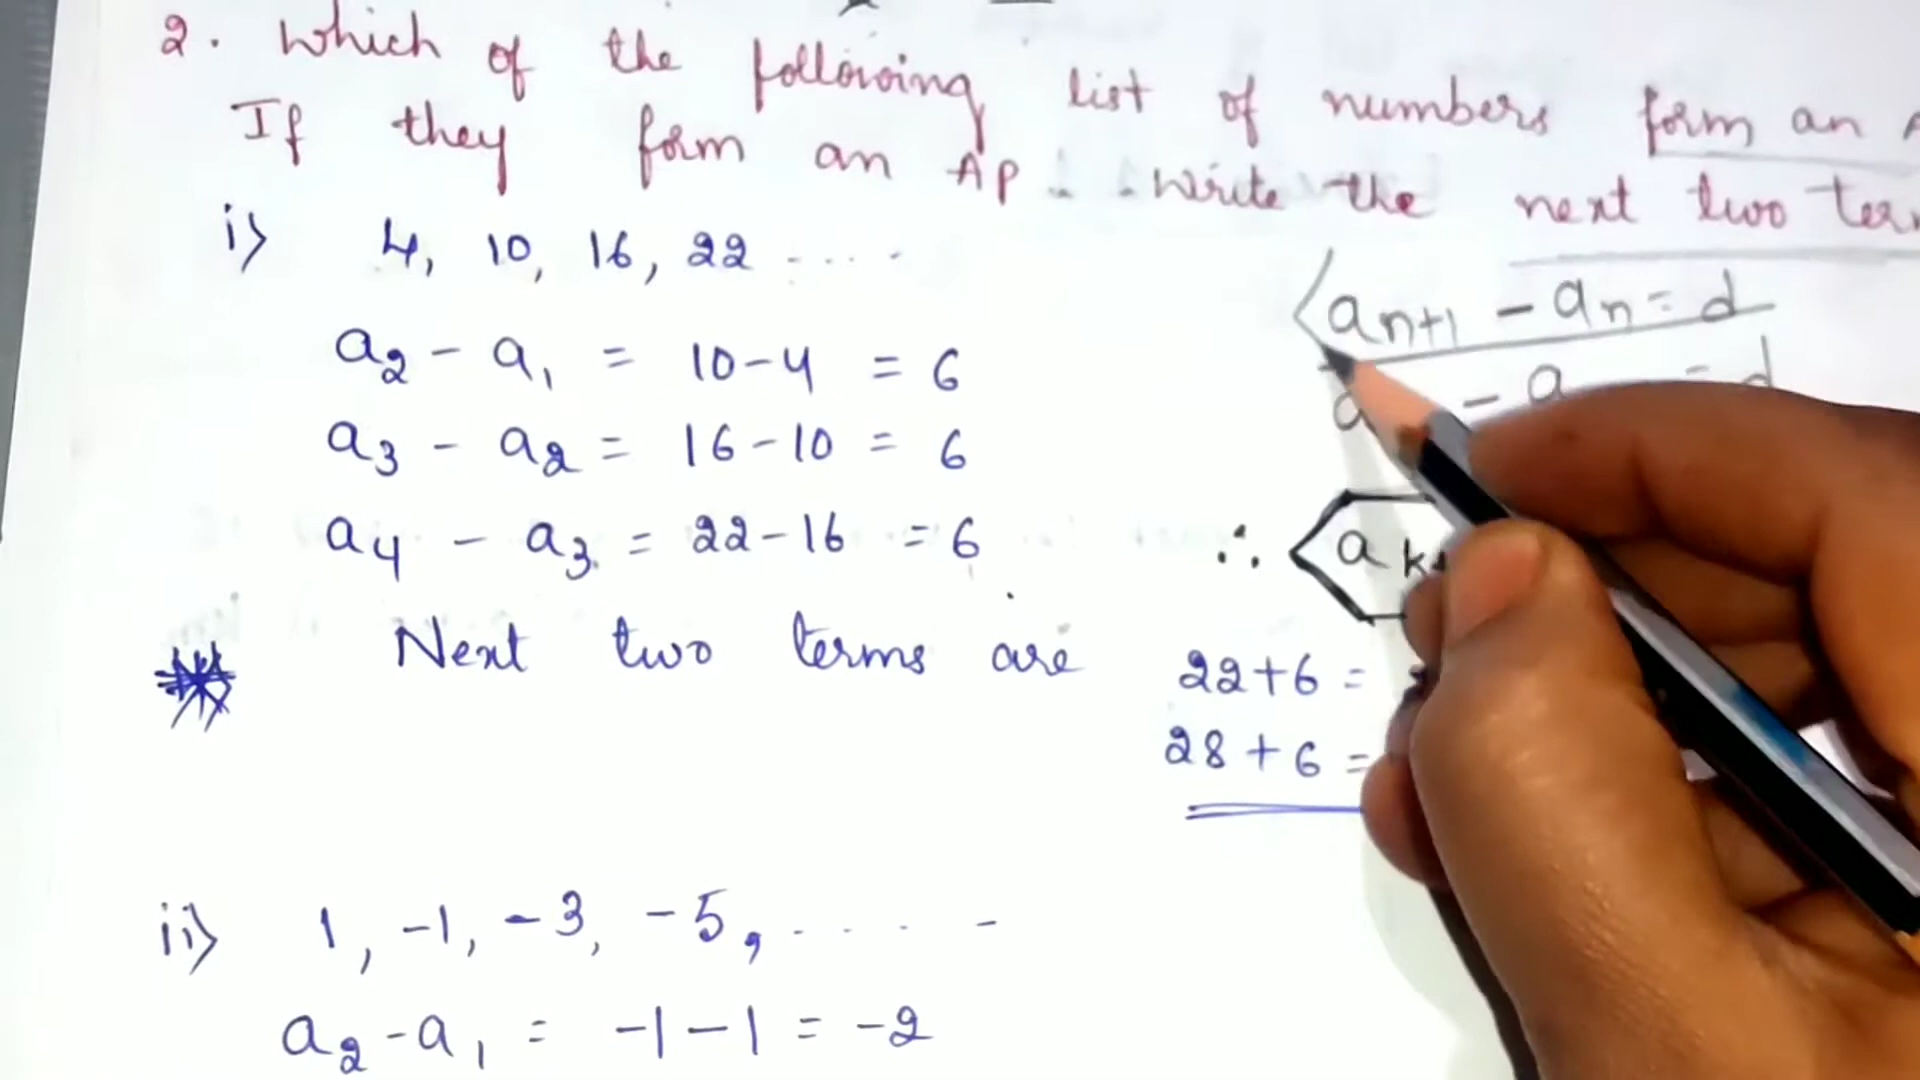 2. Which of the following list of numbers form an
If they form an AP. Write the next two
i) 4, 10, 16, 22 ....
a₂ - a₁ = 10-4 = 6
a₃ - a₂ = 16-10 = 6
a₄ - a₃ = 22-16 = 6
aₙ₊₁ - aₙ = d
a - a = d
∴ a k
Next two terms are 22+6 =
28+6 =
ii) 1, -1, -3, -5, . . . . -
a₂ - a₁ = -1-1 = -2